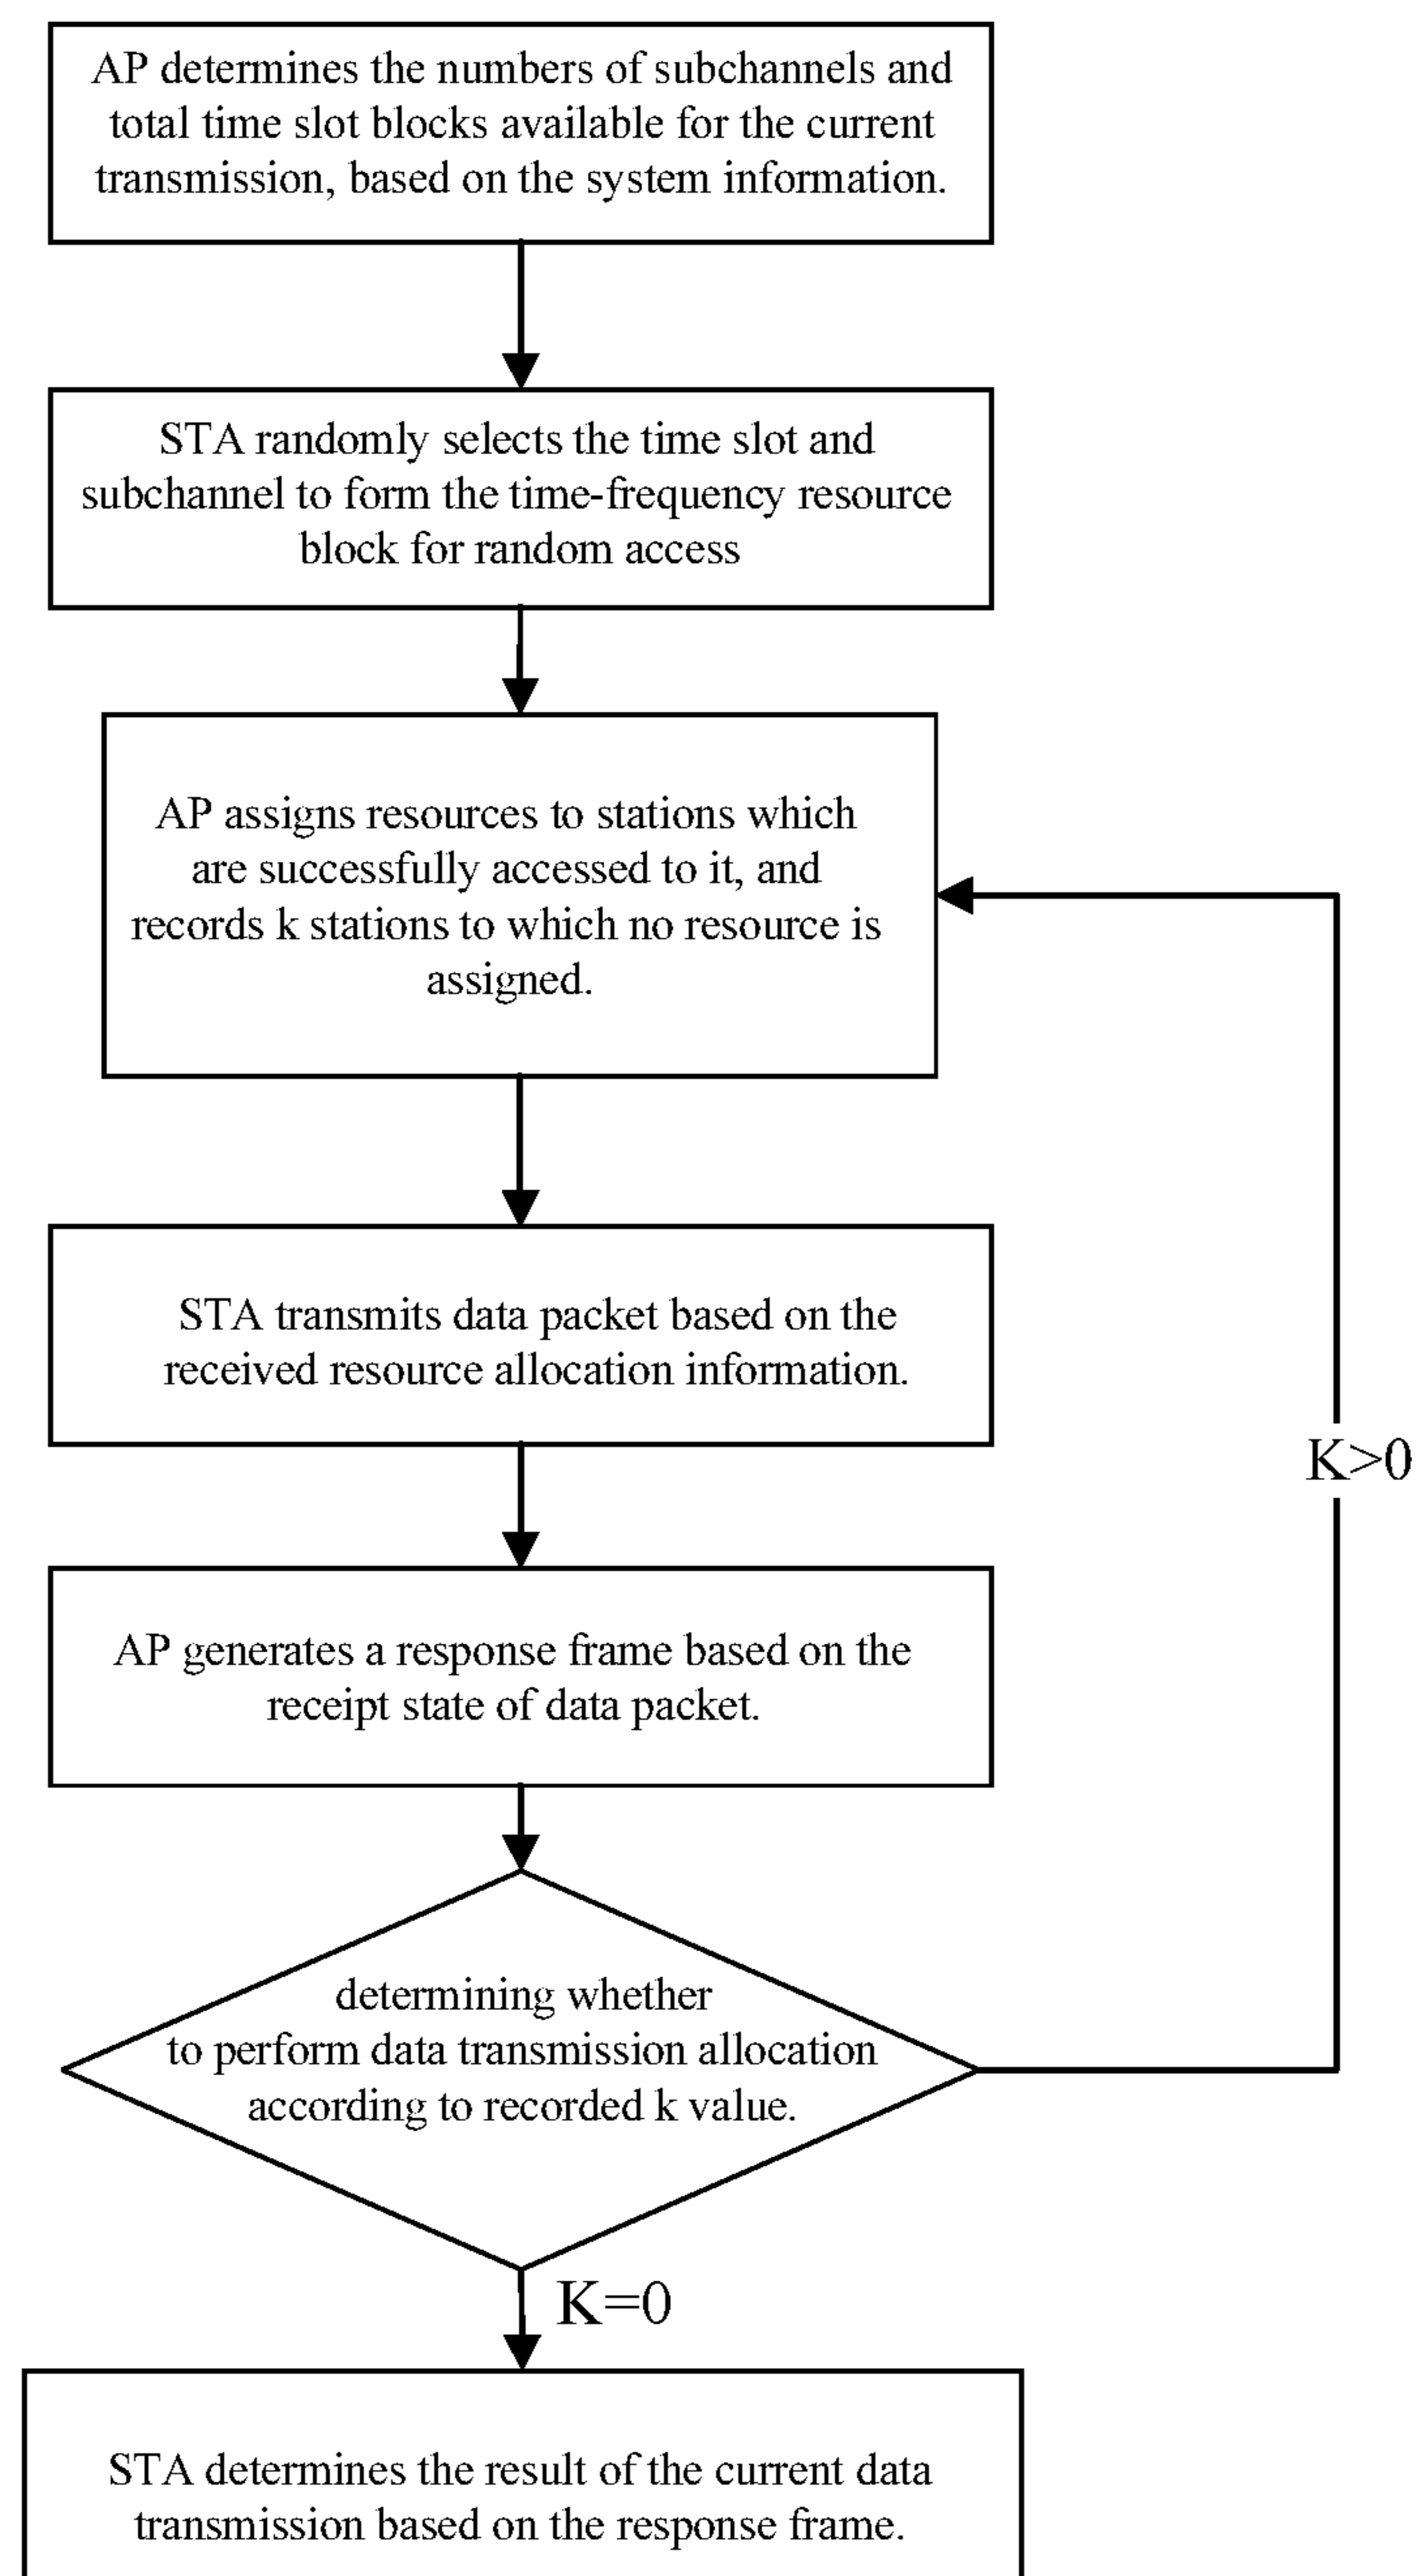 AP determines the numbers of subchannels and
total time slot blocks available for the current
transmission, based on the system information.
STA randomly selects the time slot and
subchannel to form the time-frequency resource
block for random access
AP assigns resources to stations which
are successfully accessed to it, and
records k stations to which no resource is
assigned.
STA transmits data packet based on the
received resource allocation information.
K>0
AP generates a response frame based on the
receipt state of data packet.
determining whether
to perform data transmission allocation
according to recorded k value.
K=0
STA determines the result of the current data
transmission based on the response frame.